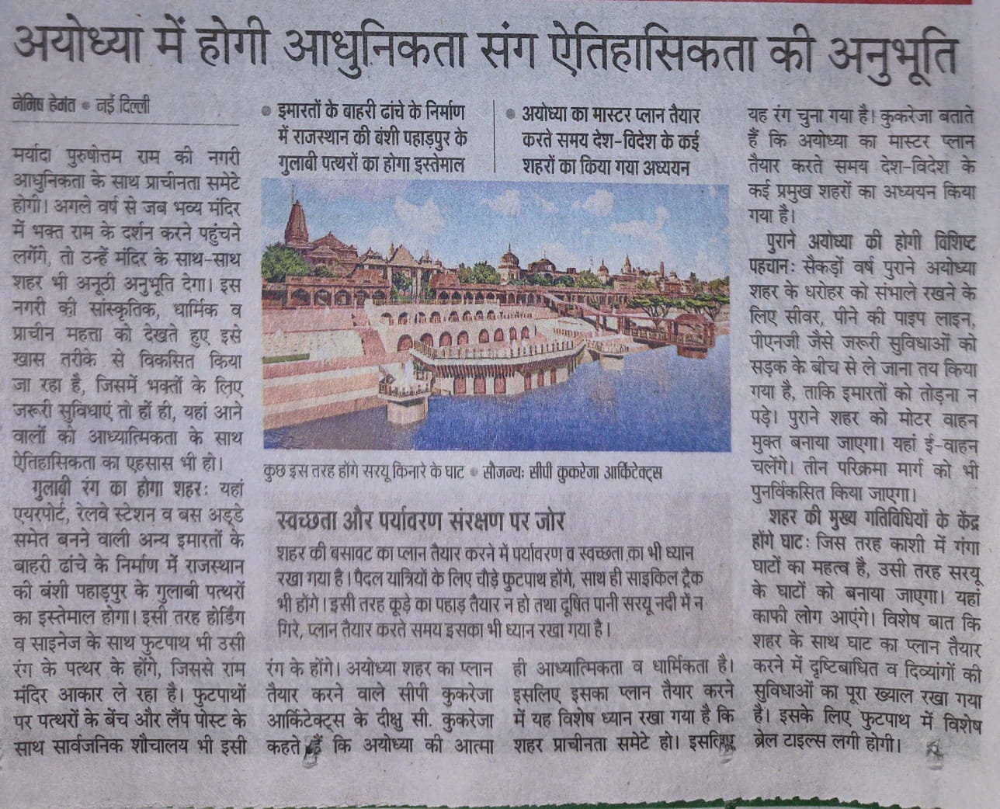 अयोध्या में होगी आधुनिकता संग ऐतिहासिकता की अनुभूति
नेमिष हेमंत ● नई दिल्ली
● इमारतों के बाहरी ढांचे के निर्माण
में राजस्थान की बंशी पहाड़पुर के
गुलाबी पत्थरों का होगा इस्तेमाल
● अयोध्या का मास्टर प्लान तैयार
करते समय देश-विदेश के कई
शहरों का किया गया अध्ययन
मर्यादा पुरुषोत्तम राम की नगरी
आधुनिकता के साथ प्राचीनता समेटे
होगी। अगले वर्ष से जब भव्य मंदिर
में भक्त राम के दर्शन करने पहुंचने
लगेंगे, तो उन्हें मंदिर के साथ-साथ
शहर भी अनूठी अनुभूति देगा। इस
नगरी की सांस्कृतिक, धार्मिक व
प्राचीन महत्ता को देखते हुए इसे
खास तरीके से विकसित किया
जा रहा है, जिसमें भक्तों के लिए
जरूरी सुविधाएं तो हों ही, यहां आने
वालों को आध्यात्मिकता के साथ
ऐतिहासिकता का एहसास भी हो।
गुलाबी रंग का होगा शहर: यहां
एयरपोर्ट, रेलवे स्टेशन व बस अड्डे
समेत बनने वाली अन्य इमारतों के
बाहरी ढांचे के निर्माण में राजस्थान
की बंशी पहाड़पुर के गुलाबी पत्थरों
का इस्तेमाल होगा। इसी तरह होर्डिंग
व साइनेज के साथ फुटपाथ भी उसी
रंग के पत्थर के होंगे, जिससे राम
मंदिर आकार ले रहा है। फुटपाथों
पर पत्थरों के बेंच और लैंप पोस्ट के
साथ सार्वजनिक शौचालय भी इसी
कुछ इस तरह होंगे सरयू किनारे के घाट ● सौजन्य: सीपी कुकरेजा आर्किटेक्ट्स
स्वच्छता और पर्यावरण संरक्षण पर जोर
शहर की बसावट का प्लान तैयार करने में पर्यावरण व स्वच्छता का भी ध्यान
रखा गया है। पैदल यात्रियों के लिए चौड़े फुटपाथ होंगे, साथ ही साइकिल ट्रैक
भी होंगे। इसी तरह कूड़े का पहाड़ तैयार न हो तथा दूषित पानी सरयू नदी में न
गिरे, प्लान तैयार करते समय इसका भी ध्यान रखा गया है।
रंग के होंगे। अयोध्या शहर का प्लान
तैयार करने वाले सीपी कुकरेजा
आर्किटेक्ट्स के दीक्षु सी. कुकरेजा
कहते हैं कि अयोध्या की आत्मा
ही आध्यात्मिकता व धार्मिकता है।
इसलिए इसका प्लान तैयार करने
में यह विशेष ध्यान रखा गया है कि
शहर प्राचीनता समेटे हो। इसलिए
यह रंग चुना गया है। कुकरेजा बताते
हैं कि अयोध्या का मास्टर प्लान
तैयार करते समय देश-विदेश के
कई प्रमुख शहरों का अध्ययन किया
गया है।
पुराने अयोध्या की होगी विशिष्ट
पहचान: सैकड़ों वर्ष पुराने अयोध्या
शहर के धरोहर को संभाले रखने के
लिए सीवर, पीने की पाइप लाइन,
पीएनजी जैसे जरूरी सुविधाओं को
सड़क के बीच से ले जाना तय किया
गया है, ताकि इमारतों को तोड़ना न
पड़े। पुराने शहर को मोटर वाहन
मुक्त बनाया जाएगा। यहां ई-वाहन
चलेंगे। तीन परिक्रमा मार्ग को भी
पुनर्विकसित किया जाएगा।
शहर की मुख्य गतिविधियों के केंद्र
होंगे घाट: जिस तरह काशी में गंगा
घाटों का महत्व है, उसी तरह सरयू
के घाटों को बनाया जाएगा। यहां
काफी लोग आएंगे। विशेष बात कि
शहर के साथ घाट का प्लान तैयार
करने में दृष्टिबाधित व दिव्यांगों की
सुविधाओं का पूरा ख्याल रखा गया
है। इसके लिए फुटपाथ में विशेष
ब्रेल टाइल्स लगी होगी।